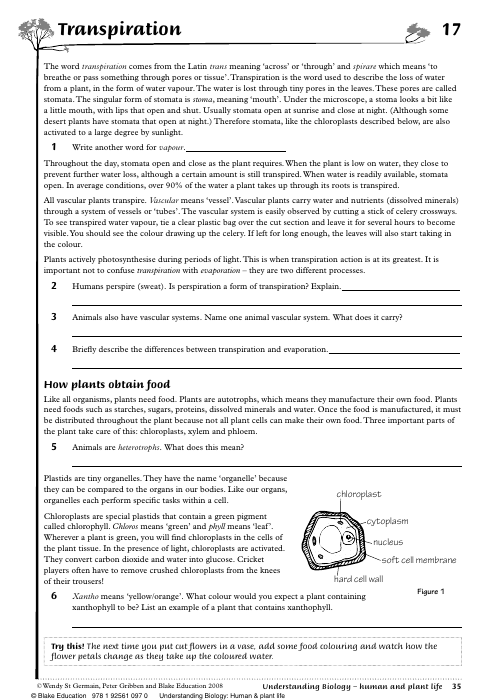 Transpiration
17
The word transpiration comes from the Latin trans meaning ‘across’ or ‘through’ and spirare which means ‘to
breathe or pass something through pores or tissue’. Transpiration is the word used to describe the loss of water
from a plant, in the form of water vapour. The water is lost through tiny pores in the leaves. These pores are called
stomata. The singular form of stomata is stoma, meaning ‘mouth’. Under the microscope, a stoma looks a bit like
a little mouth, with lips that open and shut. Usually stomata open at sunrise and close at night. (Although some
desert plants have stomata that open at night.) Therefore stomata, like the chloroplasts described below, are also
activated to a large degree by sunlight.
1 Write another word for vapour.
Throughout the day, stomata open and close as the plant requires. When the plant is low on water, they close to
prevent further water loss, although a certain amount is still transpired. When water is readily available, stomata
open. In average conditions, over 90% of the water a plant takes up through its roots is transpired.
All vascular plants transpire. Vascular means ‘vessel’. Vascular plants carry water and nutrients (dissolved minerals)
through a system of vessels or ‘tubes’. The vascular system is easily observed by cutting a stick of celery crossways.
To see transpired water vapour, tie a clear plastic bag over the cut section and leave it for several hours to become
visible. You should see the colour drawing up the celery. If left for long enough, the leaves will also start taking in
the colour.
Plants actively photosynthesise during periods of light. This is when transpiration action is at its greatest. It is
important not to confuse transpiration with evaporation – they are two different processes.
2 Humans perspire (sweat). Is perspiration a form of transpiration? Explain.
3 Animals also have vascular systems. Name one animal vascular system. What does it carry?
4 Briefly describe the differences between transpiration and evaporation.
How plants obtain food
Like all organisms, plants need food. Plants are autotrophs, which means they manufacture their own food. Plants
need foods such as starches, sugars, proteins, dissolved minerals and water. Once the food is manufactured, it must
be distributed throughout the plant because not all plant cells can make their own food. Three important parts of
the plant take care of this: chloroplasts, xylem and phloem.
5 Animals are heterotrophs. What does this mean?
Plastids are tiny organelles. They have the name ‘organelle’ because
they can be compared to the organs in our bodies. Like our organs,
organelles each perform specific tasks within a cell.
Chloroplasts are special plastids that contain a green pigment
called chlorophyll. Chloros means ‘green’ and phyll means ‘leaf’.
Wherever a plant is green, you will find chloroplasts in the cells of
the plant tissue. In the presence of light, chloroplasts are activated.
They convert carbon dioxide and water into glucose. Cricket
players often have to remove crushed chloroplasts from the knees
of their trousers!
chloroplast
cytoplasm
nucleus
soft cell membrane
hard cell wall
Figure 1
6 Xantho means ‘yellow/orange’. What colour would you expect a plant containing
xanthophyll to be? List an example of a plant that contains xanthophyll.
Try this! The next time you put cut flowers in a vase, add some food colouring and watch how the
flower petals change as they take up the coloured water.
©Wendy St Germain, Peter Gribben and Blake Education 2008
Understanding Biology – human and plant life 35
© Blake Education 978 1 92561 097 0 Understanding Biology: Human & plant life